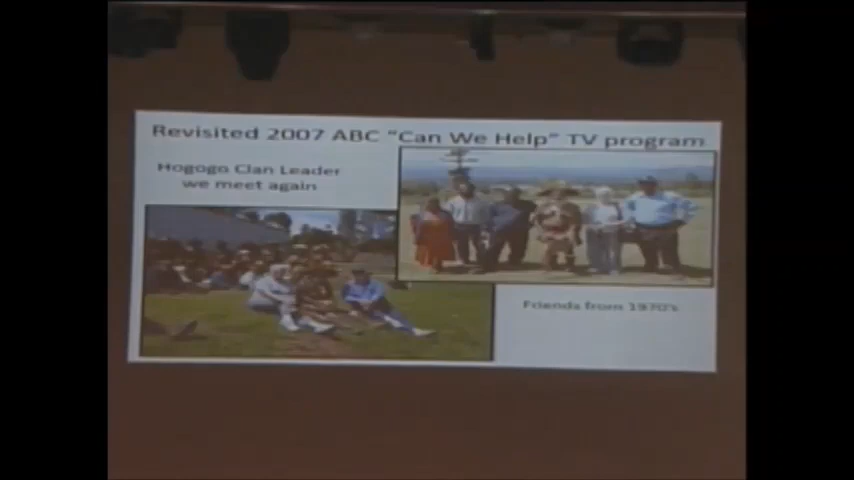 Revisited 2007 ABC “Can We Help” TV program
Hogogo Clan Leader
we meet again
Friends from 1970's